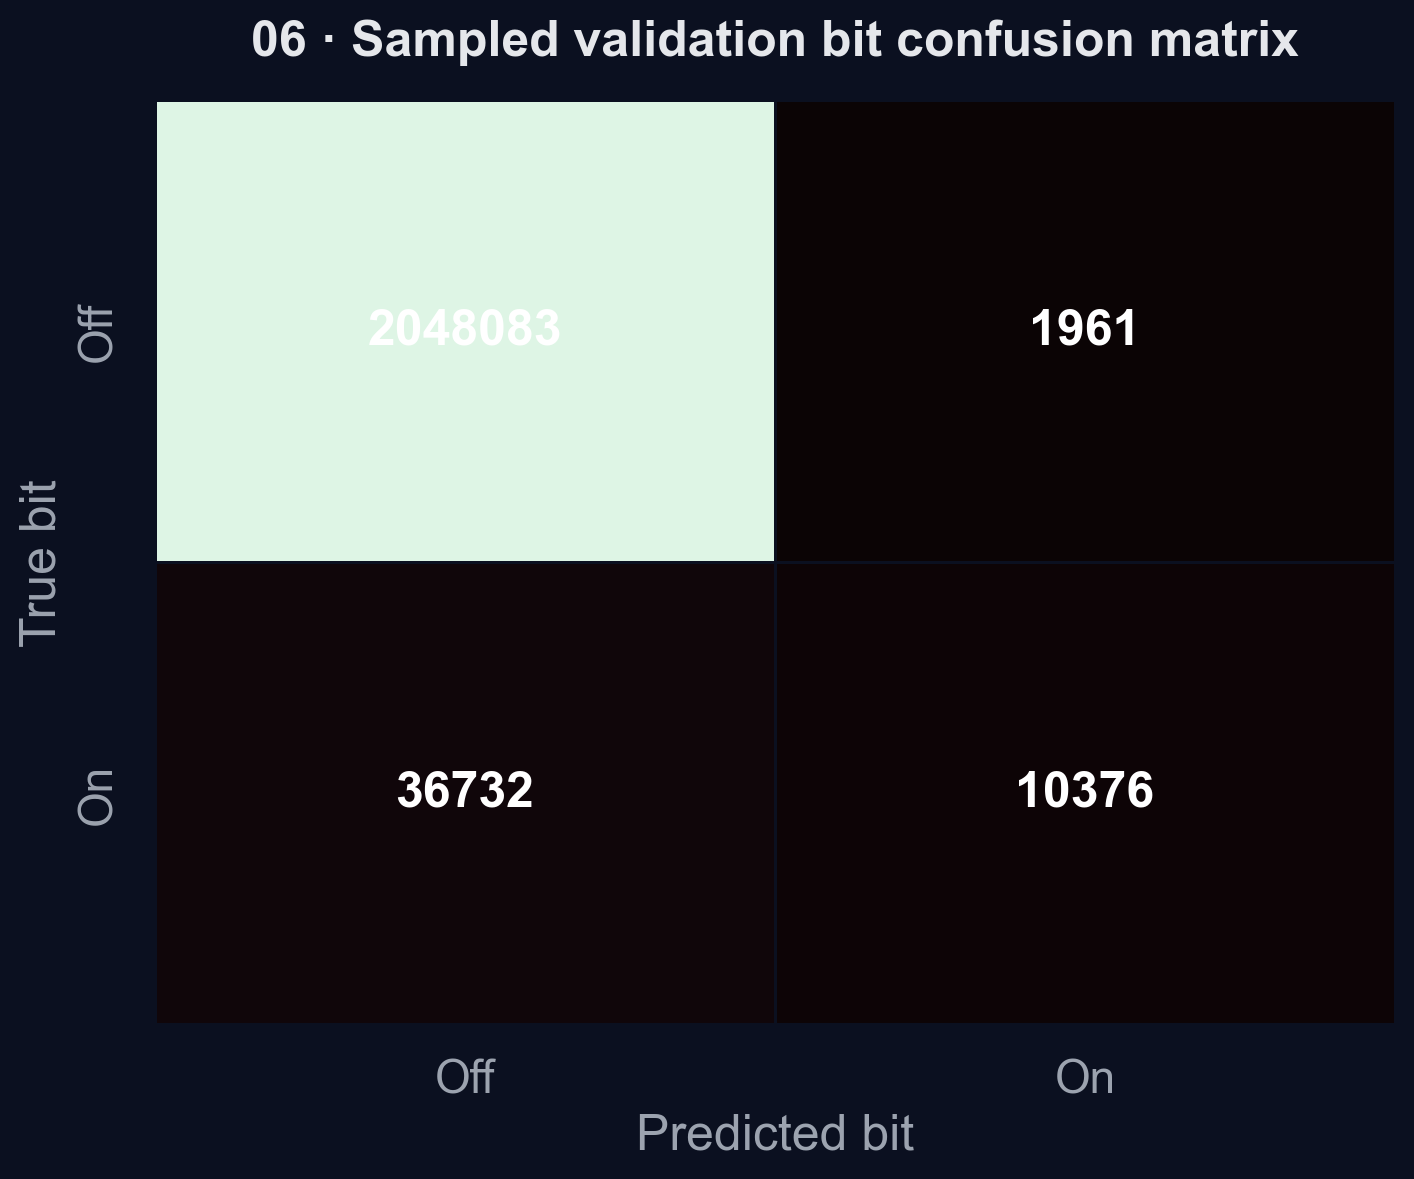 06 · Sampled validation bit confusion matrix
True bit
Off
2048083
1961
On
36732
10376
Off
On
Predicted bit